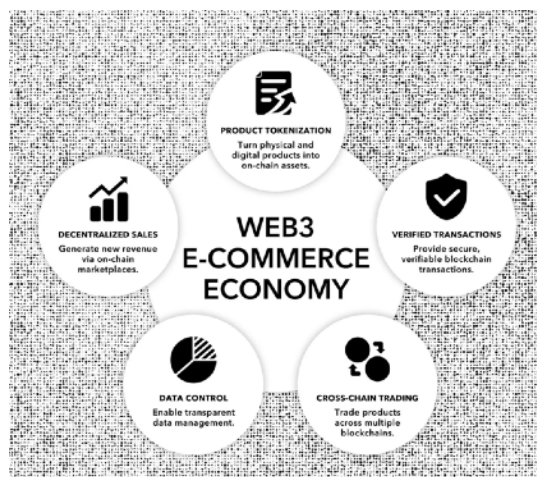 PRODUCT TOKENIZATION
Turn physical and
digital products into
on-chain assets.
DECENTRALIZED SALES
Generate new revenue
via on-chain
marketplaces.
WEB3
E-COMMERCE
ECONOMY
VERIFIED TRANSACTIONS
Provide secure,
verifiable blockchain
transactions.
DATA CONTROL
Enable transparent
data management.
CROSS-CHAIN TRADING
Trade products
across multiple
blockchains.